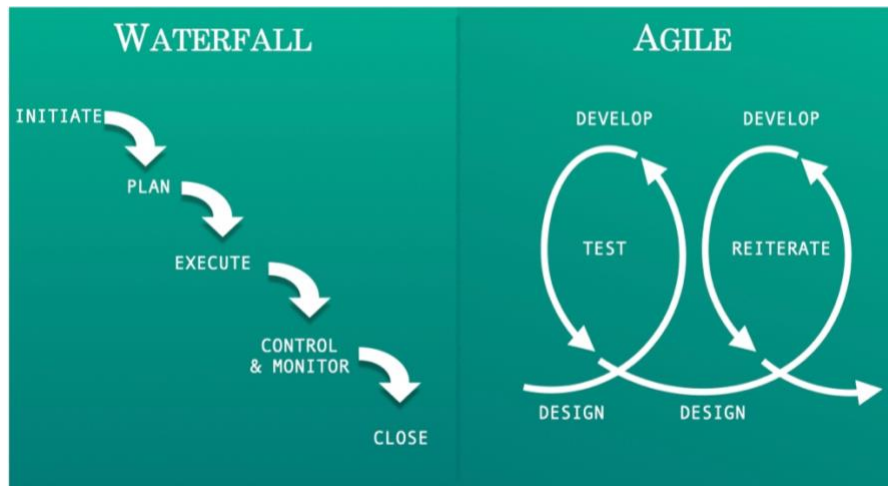 WATERFALL
INITIATE
PLAN
EXECUTE
CONTROL
& MONITOR
CLOSE
AGILE
DEVELOP
DEVELOP
TEST
REITERATE
DESIGN
DESIGN